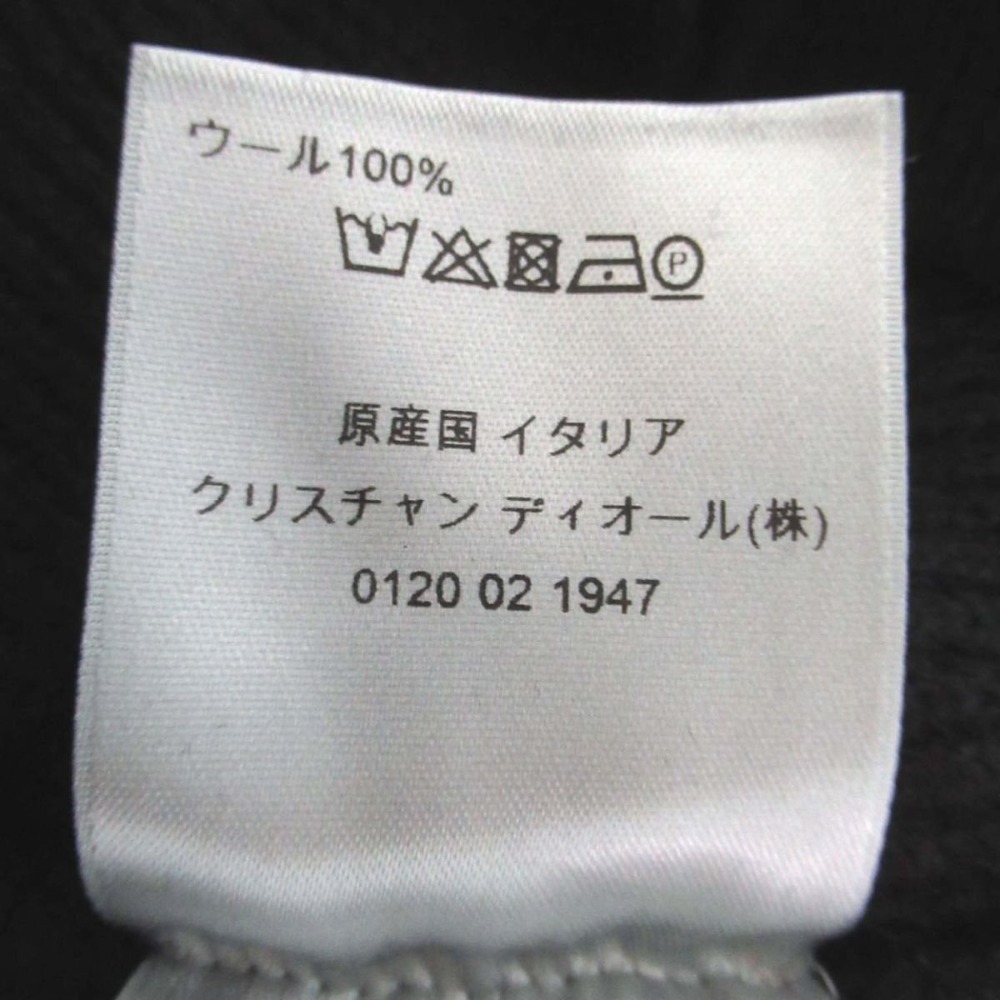 ウール100%
P
原産国 イタリア
クリスチャン ディオール(株)
0120 02 1947